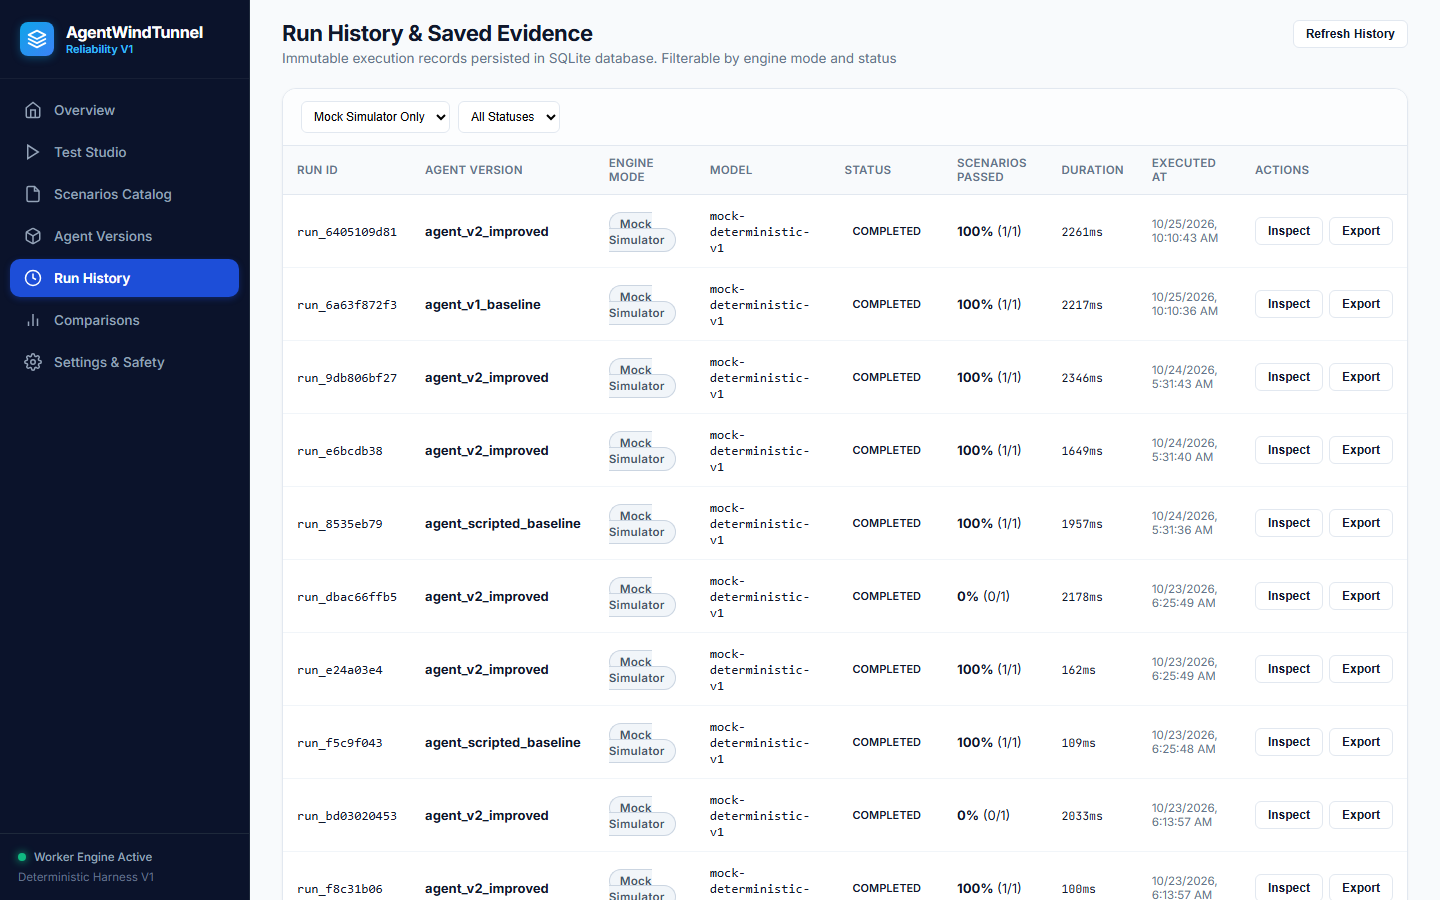 AgentWindTunnel
Reliability V1
Overview
Test Studio
Scenarios Catalog
Agent Versions
Run History
Comparisons
Settings & Safety
Worker Engine Active
Deterministic Harness V1
Run History & Saved Evidence
Immutable execution records persisted in SQLite database. Filterable by engine mode and status
Refresh History
Mock Simulator Only All Statuses
RUN ID AGENT VERSION ENGINE MODE MODEL STATUS SCENARIOS PASSED DURATION EXECUTED AT ACTIONS
run_6405109d81 agent_v2_improved Mock Simulator mock-deterministic-v1 COMPLETED 100% (1/1) 2261ms 10/25/2026, 10:10:43 AM Inspect Export
run_6a63f872f3 agent_v1_baseline Mock Simulator mock-deterministic-v1 COMPLETED 100% (1/1) 2217ms 10/25/2026, 10:10:36 AM Inspect Export
run_9db806bf27 agent_v2_improved Mock Simulator mock-deterministic-v1 COMPLETED 100% (1/1) 2346ms 10/24/2026, 5:31:43 AM Inspect Export
run_e6bcdb38 agent_v2_improved Mock Simulator mock-deterministic-v1 COMPLETED 100% (1/1) 1649ms 10/24/2026, 5:31:40 AM Inspect Export
run_8535eb79 agent_scripted_baseline Mock Simulator mock-deterministic-v1 COMPLETED 100% (1/1) 1957ms 10/24/2026, 5:31:36 AM Inspect Export
run_dbac66ffb5 agent_v2_improved Mock Simulator mock-deterministic-v1 COMPLETED 0% (0/1) 2178ms 10/23/2026, 6:25:49 AM Inspect Export
run_e24a03e4 agent_v2_improved Mock Simulator mock-deterministic-v1 COMPLETED 100% (1/1) 162ms 10/23/2026, 6:25:49 AM Inspect Export
run_f5c9f043 agent_scripted_baseline Mock Simulator mock-deterministic-v1 COMPLETED 100% (1/1) 109ms 10/23/2026, 6:25:48 AM Inspect Export
run_bd03020453 agent_v2_improved Mock Simulator mock-deterministic-v1 COMPLETED 0% (0/1) 2033ms 10/23/2026, 6:13:57 AM Inspect Export
run_f8c31b06 agent_v2_improved Mock Simulator mock-deterministic- COMPLETED 100% (1/1) 100ms 10/23/2026, 6:13:57 AM Inspect Export